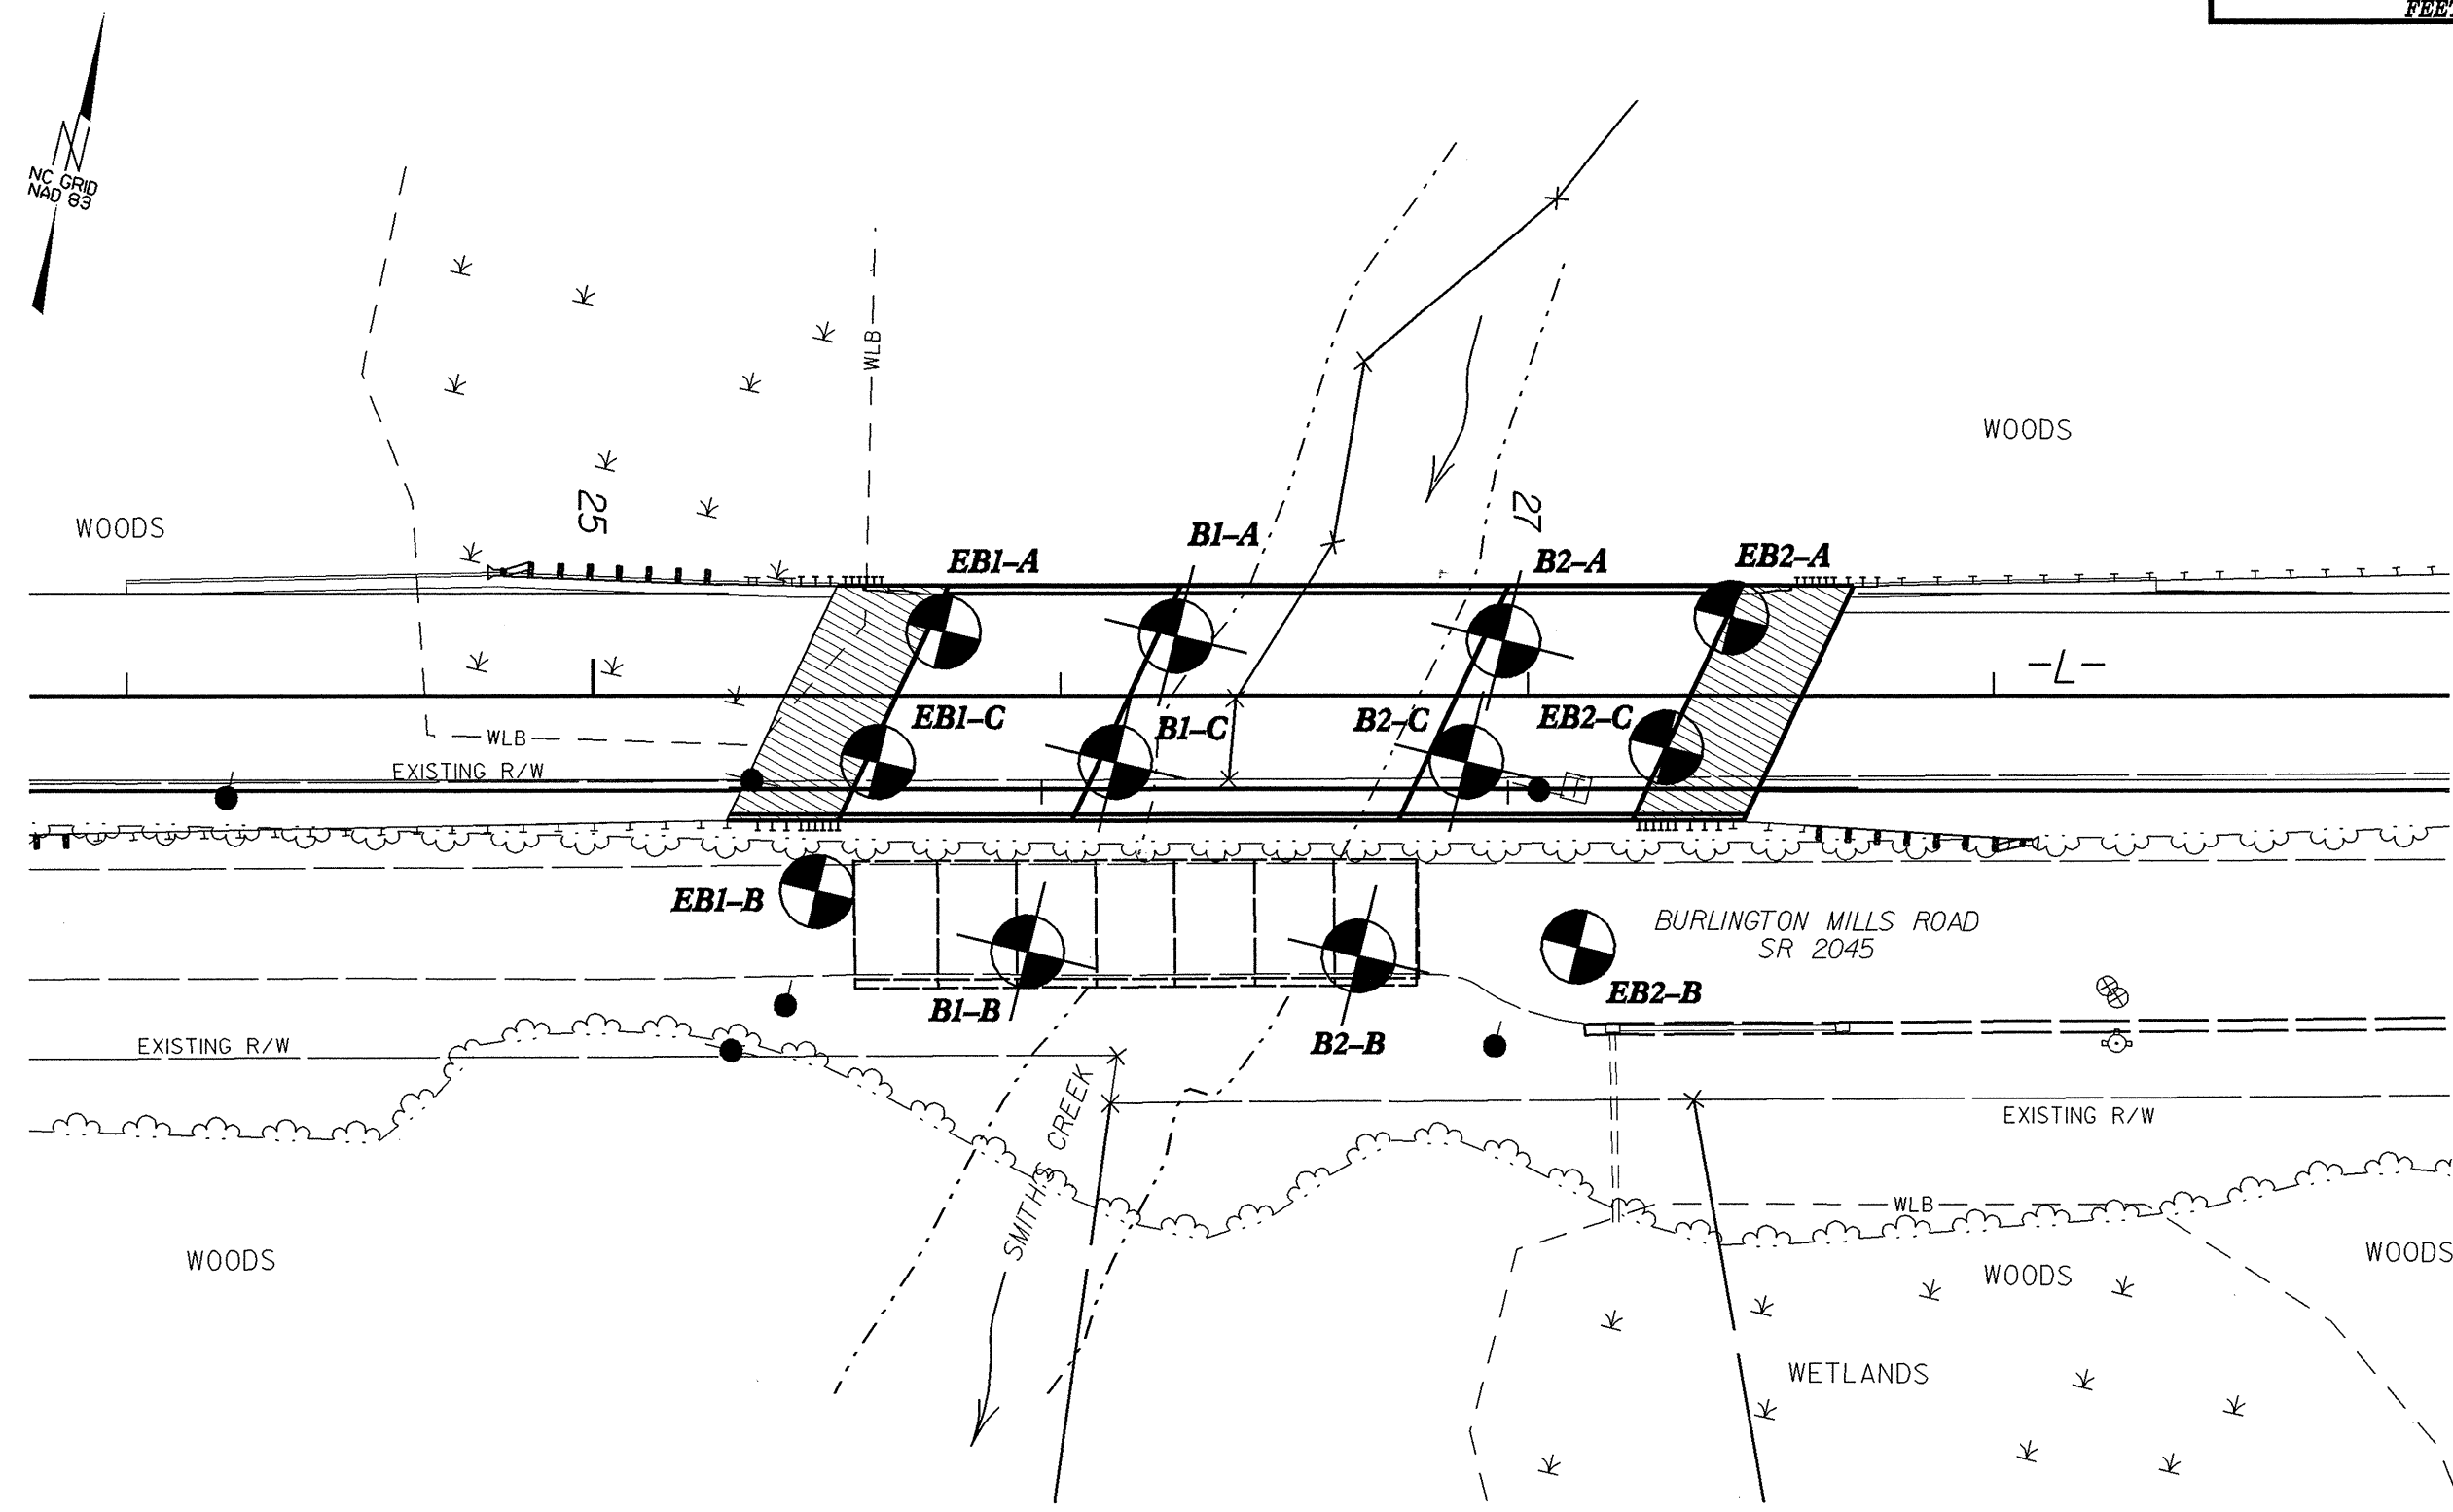 FEET
N
NC GRID
NAD 83
WLB
WOODS
WOODS
25
27
B1–A
EB1–A
B2–A
EB2–A
-L-
EB1–C
B1–C
B2–C
EB2–C
WLB
EXISTING R/W
EB1–B
BURLINGTON MILLS ROAD
SR 2045
B1–B
EB2–B
B2–B
EXISTING R/W
SMITH'S CREEK
EXISTING R/W
WLB
WOODS
WOODS
WOODS
WETLANDS